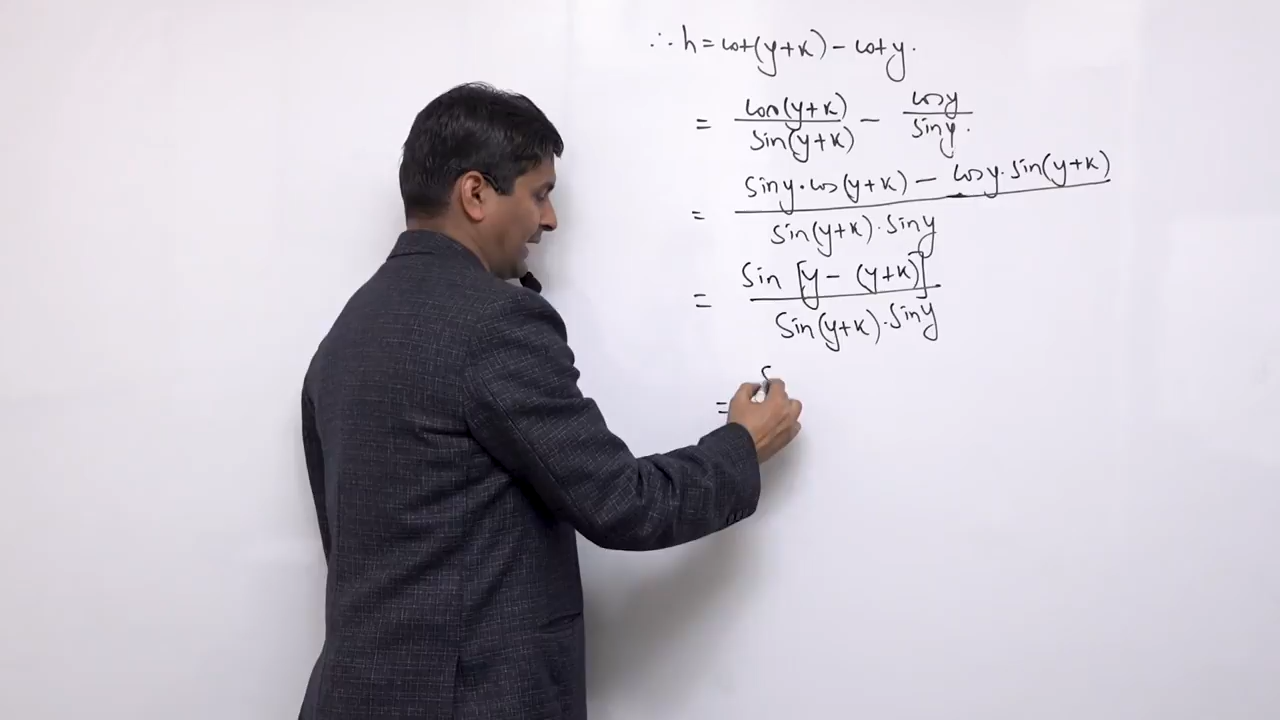 ∴ h = cot(y+k) − cot y.
= cos(y+k) / sin(y+k) − cos y / sin y.
= sin y · cos(y+k) − cos y · sin(y+k) / sin(y+k) · sin y
= sin [y − (y+k)] / sin(y+k) · sin y
= S